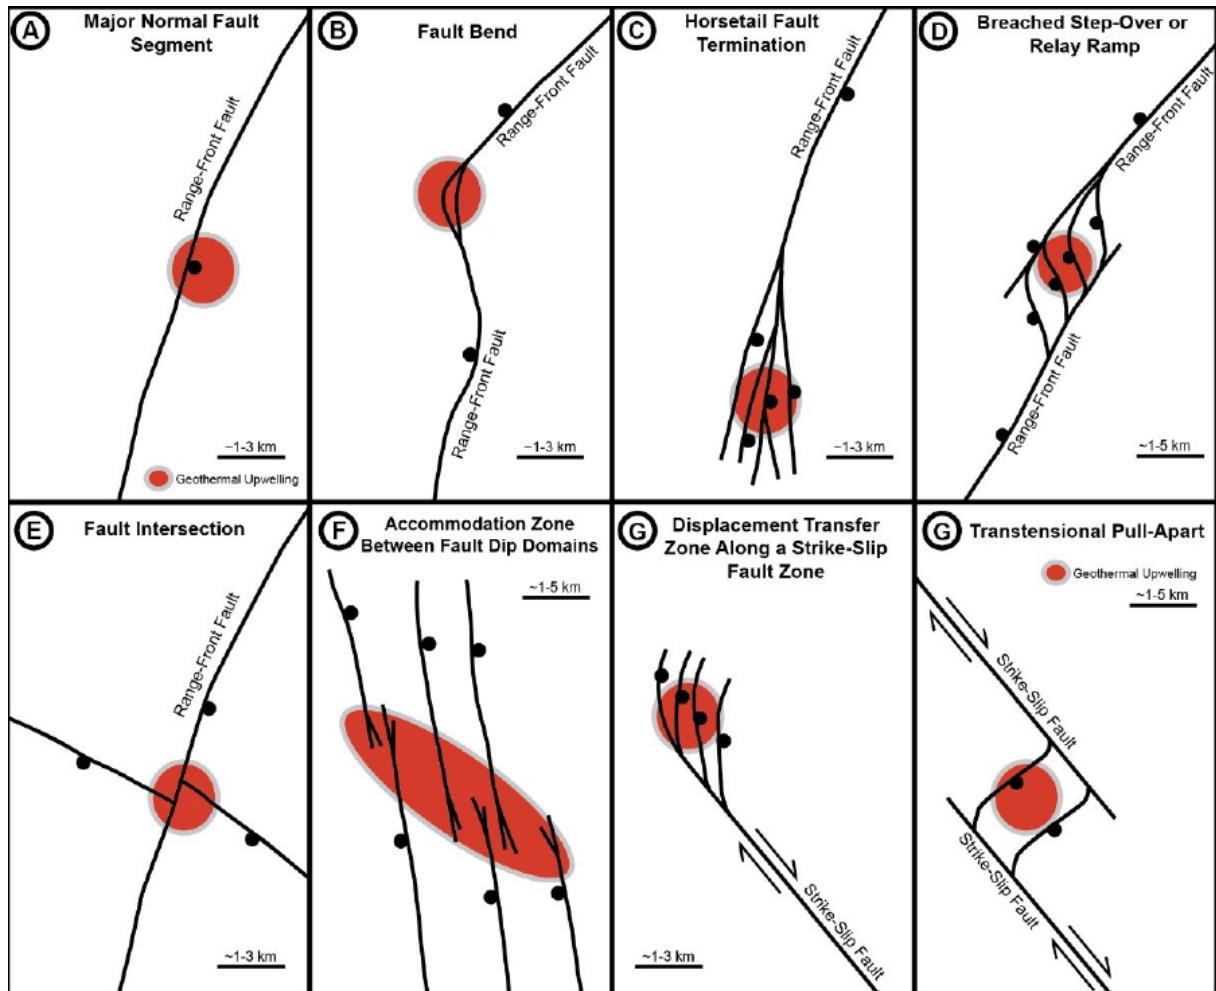 A
Major Normal Fault
Segment
Range-Front Fault
~1-3 km
Geothermal Upwelling
B
Fault Bend
Range-Front Fault
Range-Front Fault
~1-3 km
C
Horsetail Fault
Termination
Range-Front Fault
~1-3 km
D
Breached Step-Over or
Relay Ramp
Range-Front Fault
Range-Front Fault
~1-5 km
E
Fault Intersection
Range-Front Fault
~1-3 km
F
Accommodation Zone
Between Fault Dip Domains
~1-5 km
G
Displacement Transfer
Zone Along a Strike-Slip
Fault Zone
Strike-Slip Fault
~1-3 km
G
Transtensional Pull-Apart
Geothermal Upwelling
~1-5 km
Strike-Slip Fault
Strike-Slip Fault